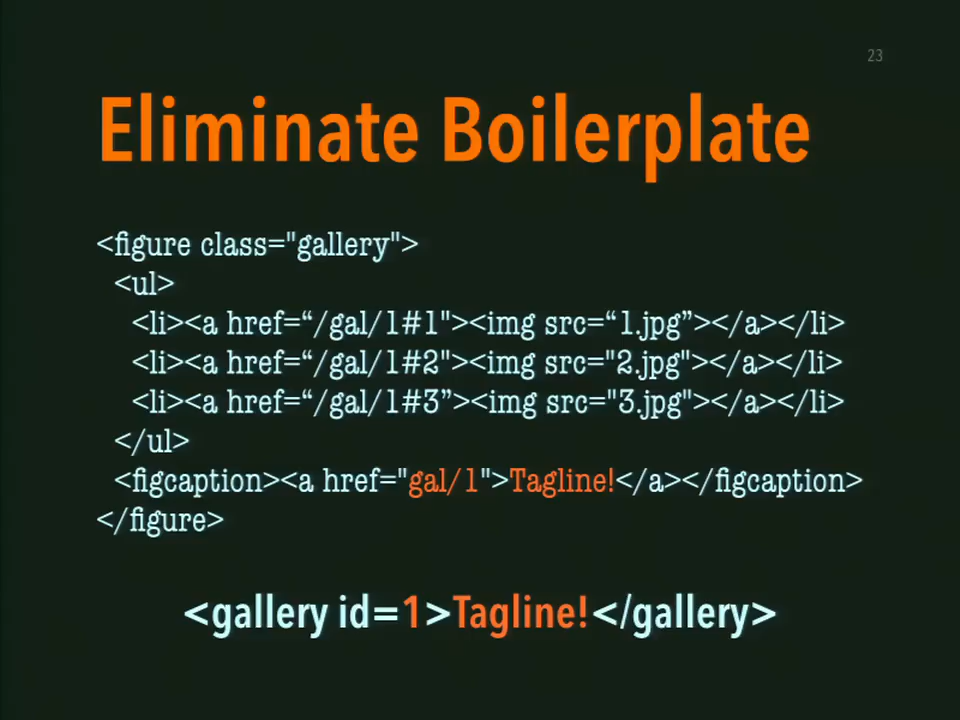 23
Eliminate Boilerplate
<figure class="gallery">
<ul>
<li><a href=“/gal/1#1"><img src=“1.jpg”></a></li>
<li><a href=“/gal/1#2"><img src="2.jpg"></a></li>
<li><a href=“/gal/1#3”><img src="3.jpg"></a></li>
</ul>
<figcaption><a href="gal/1">Tagline!</a></figcaption>
</figure>
<gallery id=1>Tagline!</gallery>